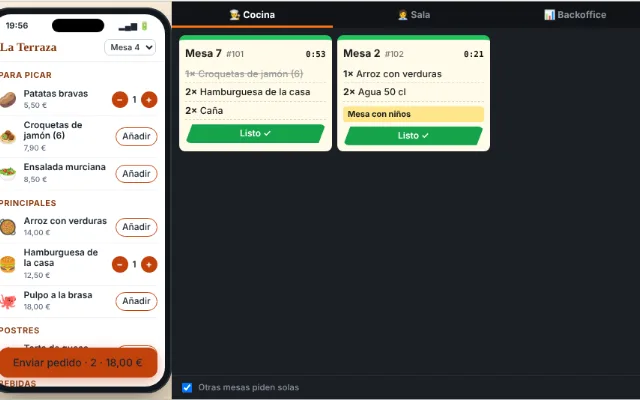 19:56
La Terraza
Mesa 4
PARA PICAR
Patatas bravas
5,50 €
− 1 +
Croquetas de
jamón (6)
7,90 €
Añadir
Ensalada murciana
8,50 €
Añadir
PRINCIPALES
Arroz con verduras
14,00 €
Añadir
Hamburguesa de
la casa
12,50 €
− 1 +
Pulpo a la brasa
18,00 €
Añadir
POSTRES
Enviar pedido · 2 · 18,00 €
BEBIDAS
Cocina
Sala
Backoffice
Mesa 7 #101 0:53
1× Croquetas de jamón (6)
2× Hamburguesa de la casa
2× Caña
Listo ✓
Mesa 2 #102 0:21
1× Arroz con verduras
2× Agua 50 cl
Mesa con niños
Listo ✓
Otras mesas piden solas